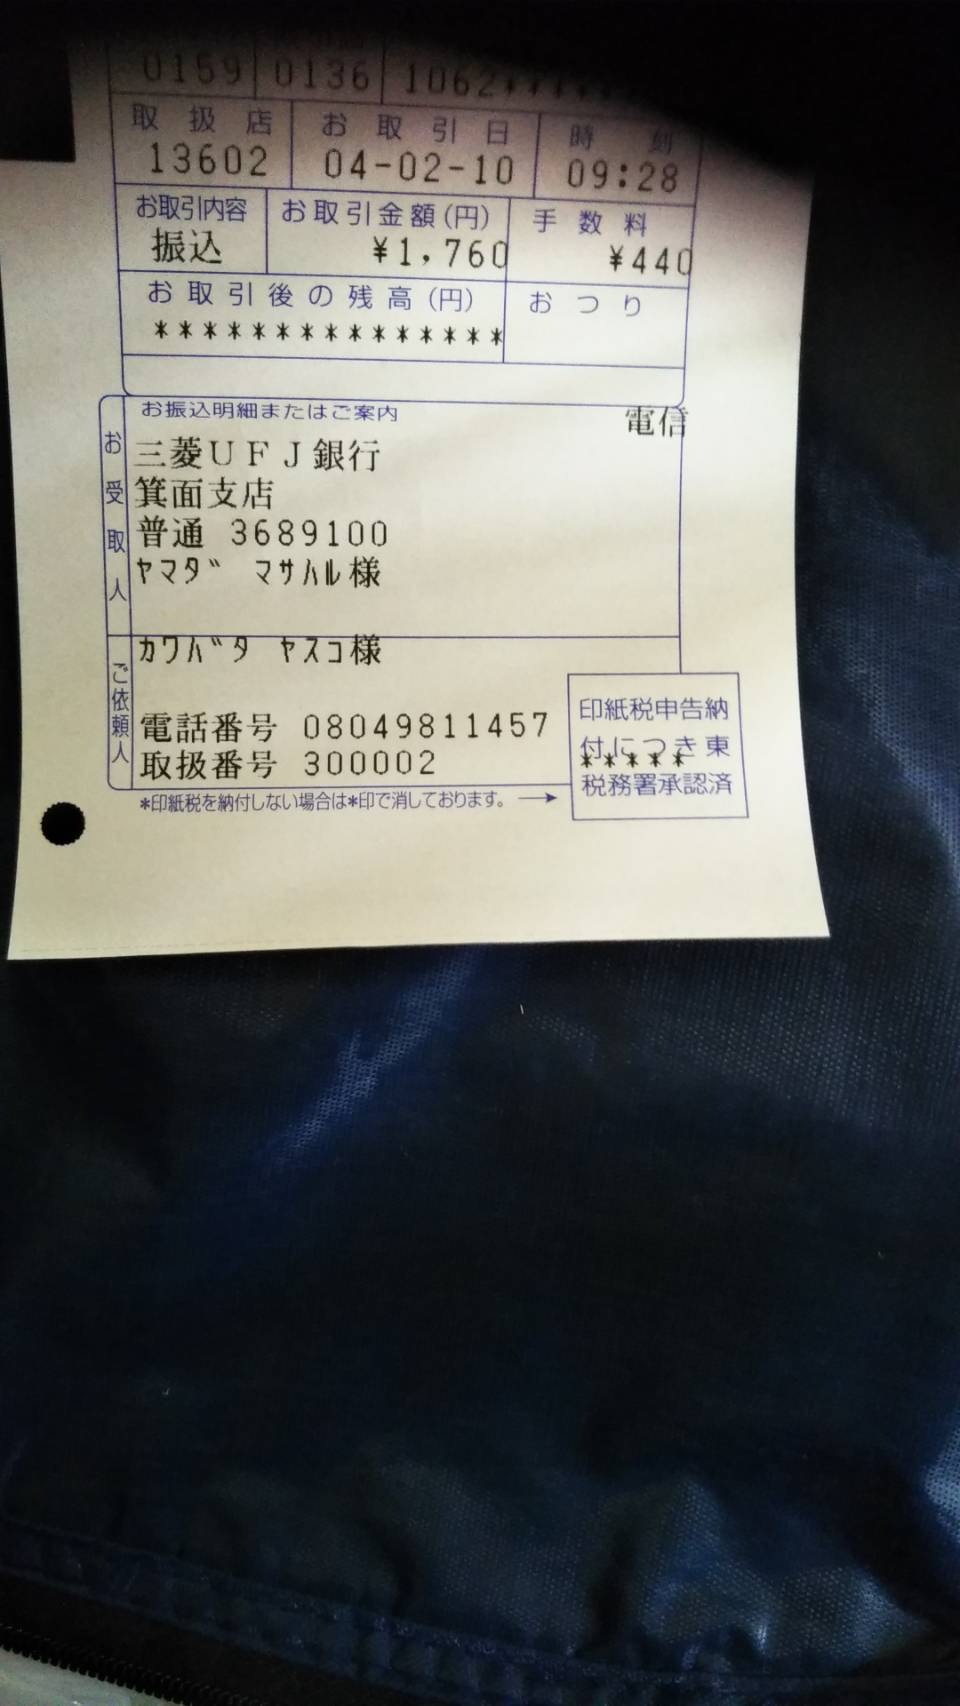 0159 0136 1062*****
取扱店 お取引日 時刻
13602 04-02-10 09:28
お取引内容 お取引金額(円) 手数料
振込 ¥1,760 ¥440
お取引後の残高(円) おつり
***************
お振込明細またはご案内
電信
お受取人
三菱UFJ銀行
箕面支店
普通 3689100
ヤマダ マサハル様
ご依頼人
カワバタ ヤスコ様
電話番号 08049811457
取扱番号 300002
印紙税申告納
付につき東
*****
税務署承認済
*印紙税を納付しない場合は*印で消しております。 →